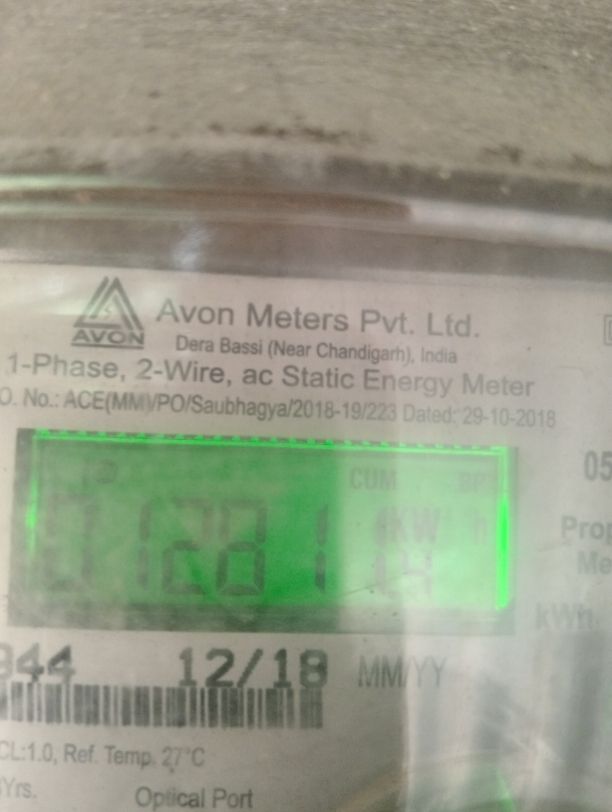 AVON
Avon Meters Pvt. Ltd.
Dera Bassi (Near Chandigarh), India
1-Phase, 2-Wire, ac Static Energy Meter
O. No.: ACE(MM)/PO/Saubhagya/2018-19/223 Dated: 29-10-2018
CUM
KW h
05
Prop
Me
kWh
944 12/18 MM/YY
CL:1.0, Ref. Temp. 27°C
Yrs.
Optical Port